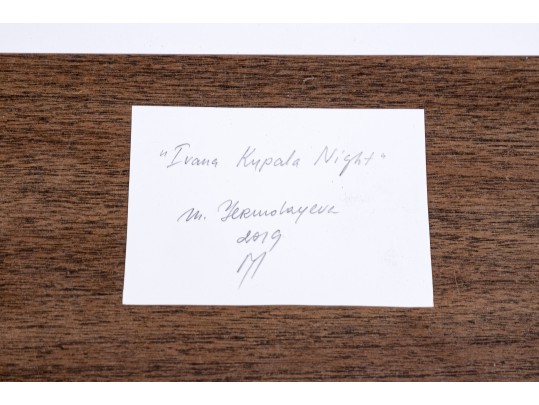 "Ivana Kupala Night"
M. Yermolayeva
2019